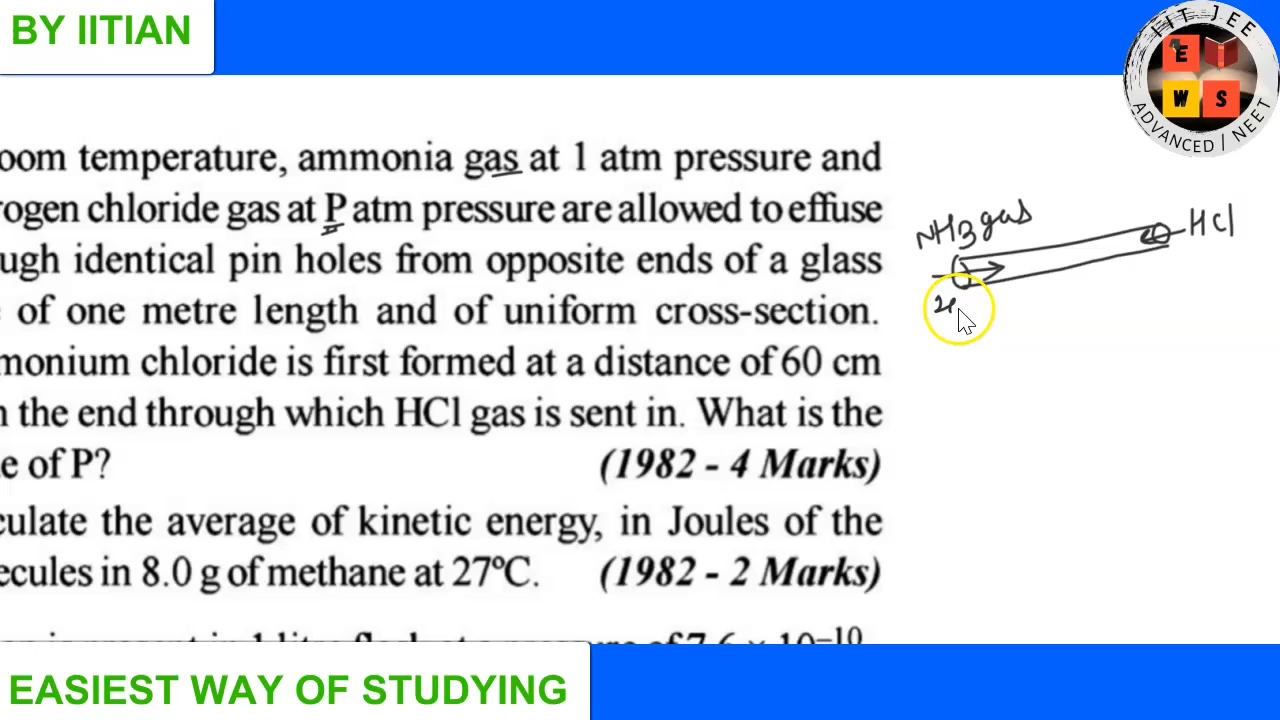 BY IITIAN
IIT JEE
E
W S
ADVANCED | NEET
oom temperature, ammonia gas at 1 atm pressure and
rogen chloride gas at P atm pressure are allowed to effuse
ugh identical pin holes from opposite ends of a glass
of one metre length and of uniform cross-section.
monium chloride is first formed at a distance of 60 cm
the end through which HCl gas is sent in. What is the
e of P? (1982 - 4 Marks)
NH3 gas
HCl
culate the average of kinetic energy, in Joules of the
ecules in 8.0 g of methane at 27ºC. (1982 - 2 Marks)
EASIEST WAY OF STUDYING